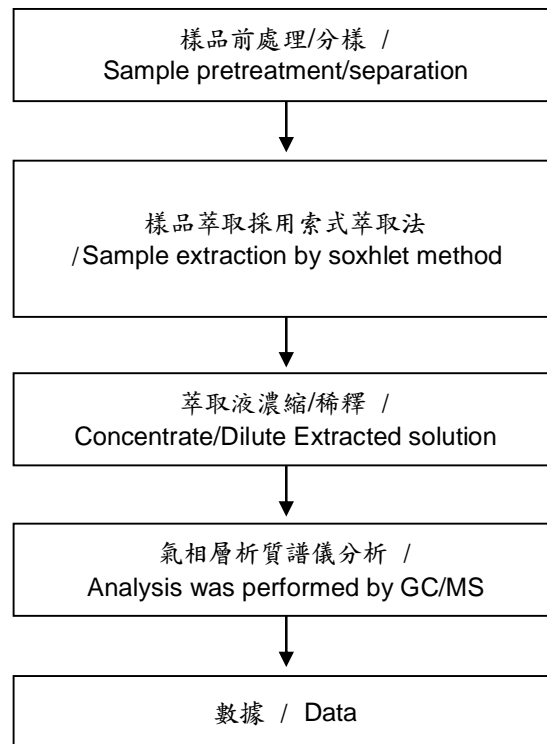 樣品前處理/分樣 /
Sample pretreatment/separation
樣品萃取採用索式萃取法
/Sample extraction by soxhlet method
萃取液濃縮/稀釋 /
Concentrate/Dilute Extracted solution
氣相層析質譜儀分析 /
Analysis was performed by GC/MS
數據 / Data